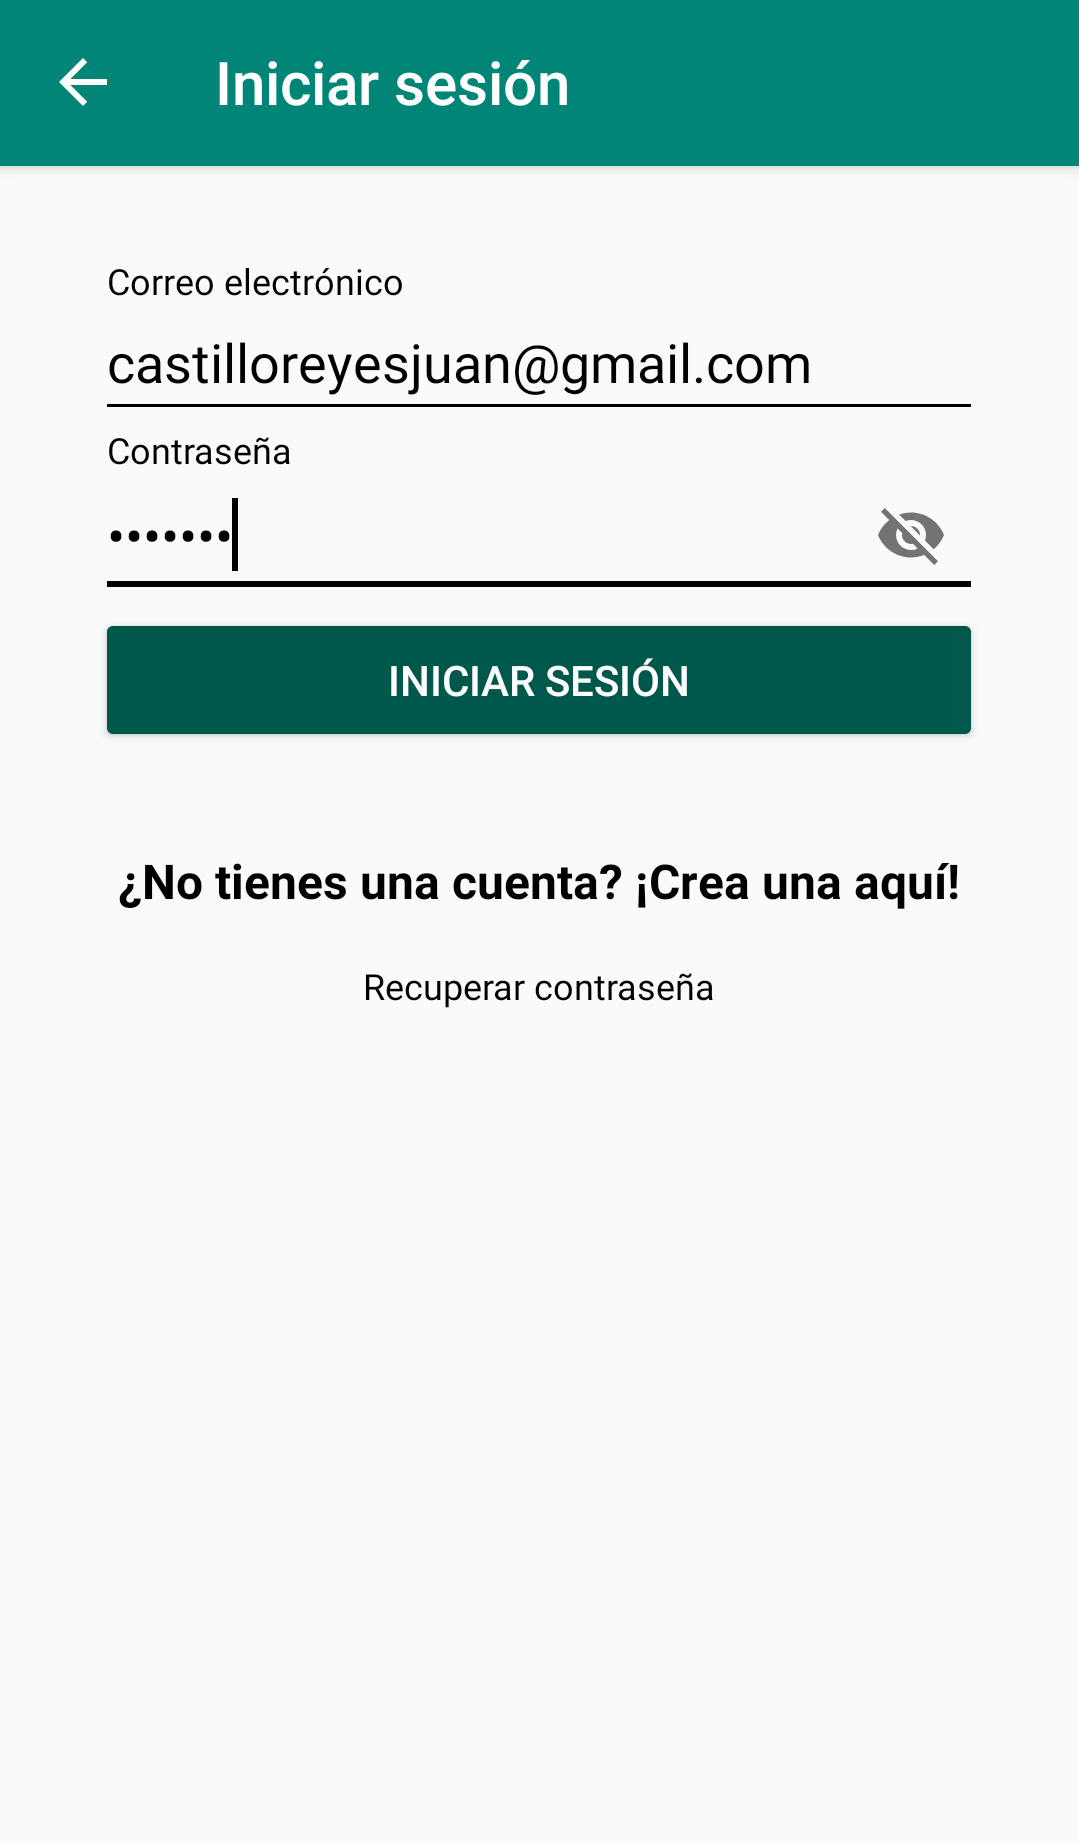 Iniciar sesión
Correo electrónico
castilloreyesjuan@gmail.com
Contraseña
•••••••
INICIAR SESIÓN
¿No tienes una cuenta? ¡Crea una aquí!
Recuperar contraseña